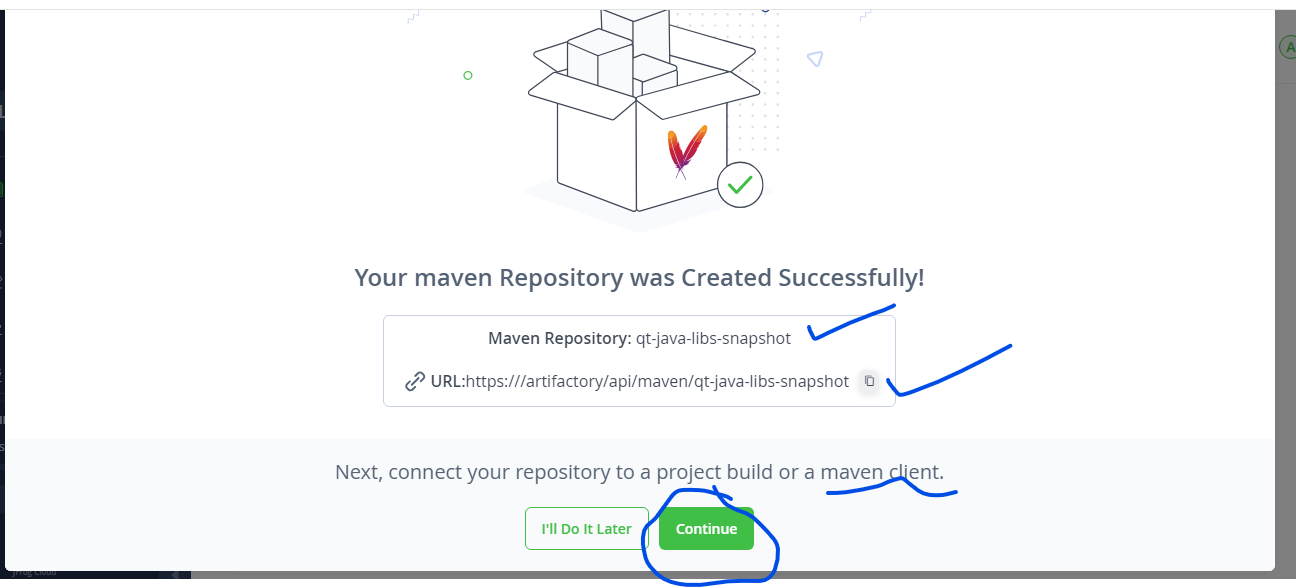 Your maven Repository was Created Successfully!
Maven Repository: qt-java-libs-snapshot
URL:https:///artifactory/api/maven/qt-java-libs-snapshot
Next, connect your repository to a project build or a maven client.
I'll Do It Later
Continue